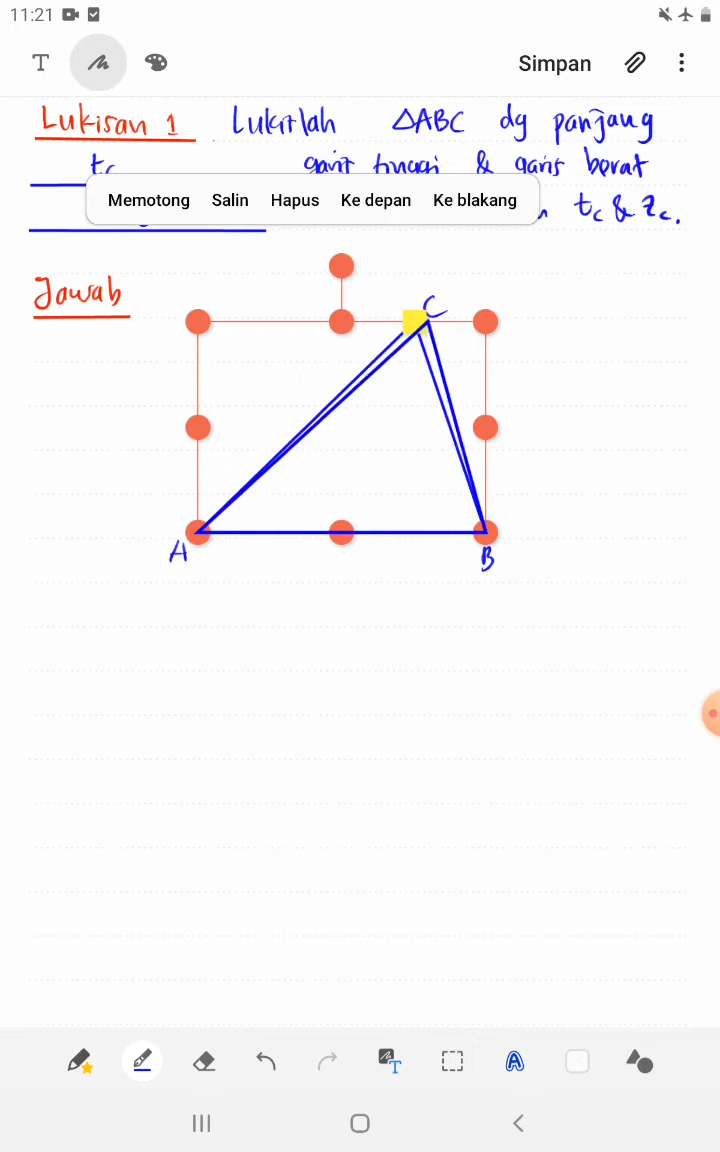 11:21
T Simpan
Lukisan 1 Lukislah ΔABC dg panjang
tc garis tinggi & garis berat
Memotong Salin Hapus Ke depan Ke blakang
tc & zc.
Jawab
C
A
B
T A